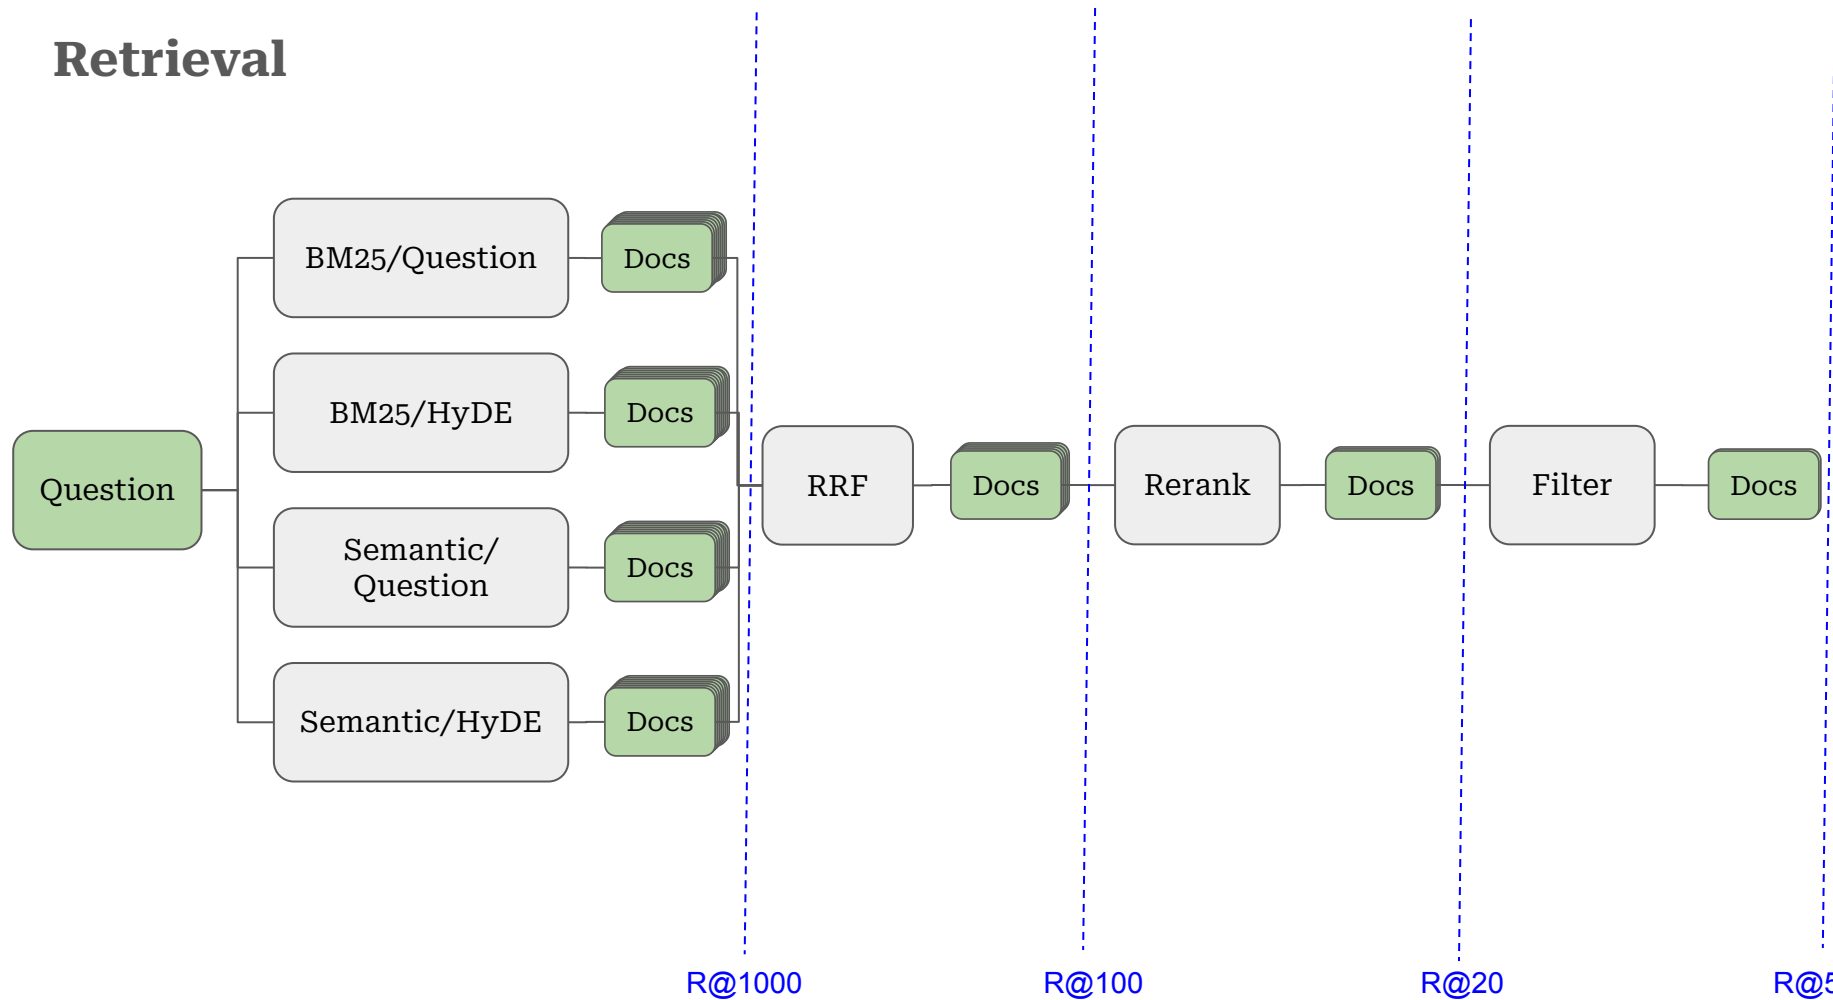 Retrieval
Question
BM25/Question
Docs
BM25/HyDE
Docs
Semantic/
Question
Docs
Semantic/HyDE
Docs
RRF
Docs
Rerank
Docs
Filter
Docs
R@1000
R@100
R@20
R@5